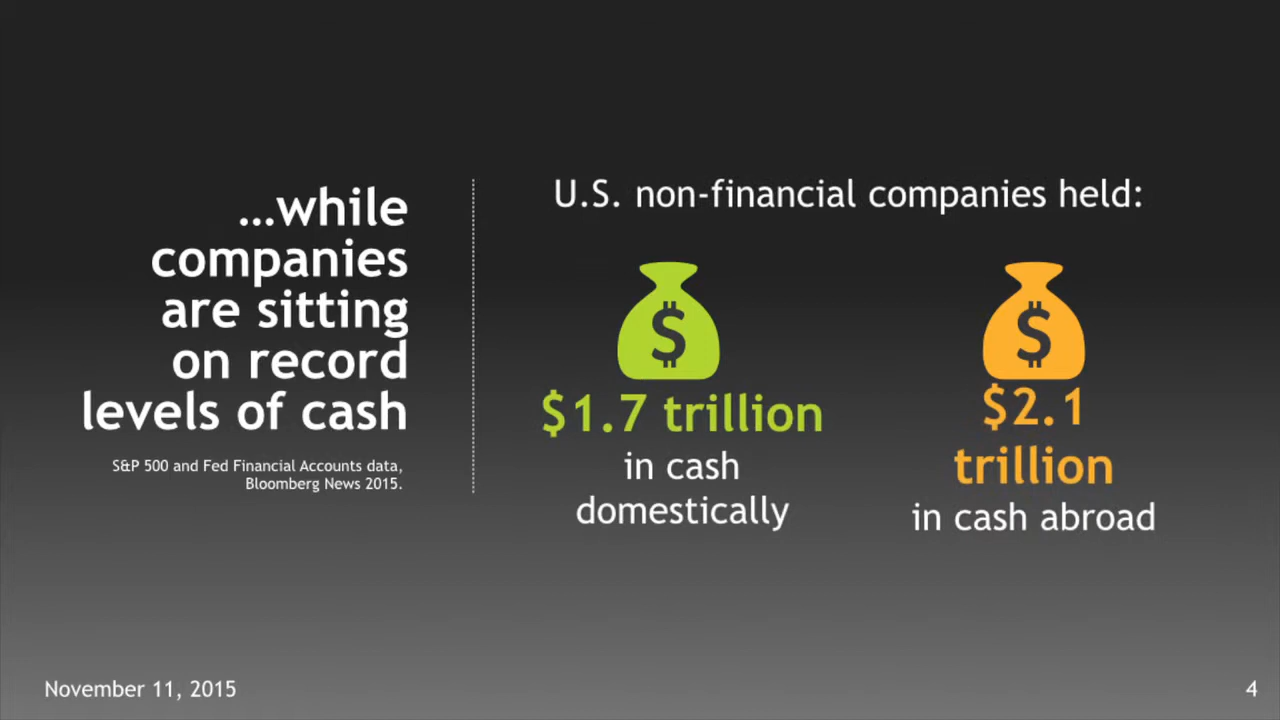 …while
companies
are sitting
on record
levels of cash
S&P 500 and Fed Financial Accounts data,
Bloomberg News 2015.
U.S. non-financial companies held:
$
$1.7 trillion
in cash
domestically
$
$2.1
trillion
in cash abroad
November 11, 2015
4